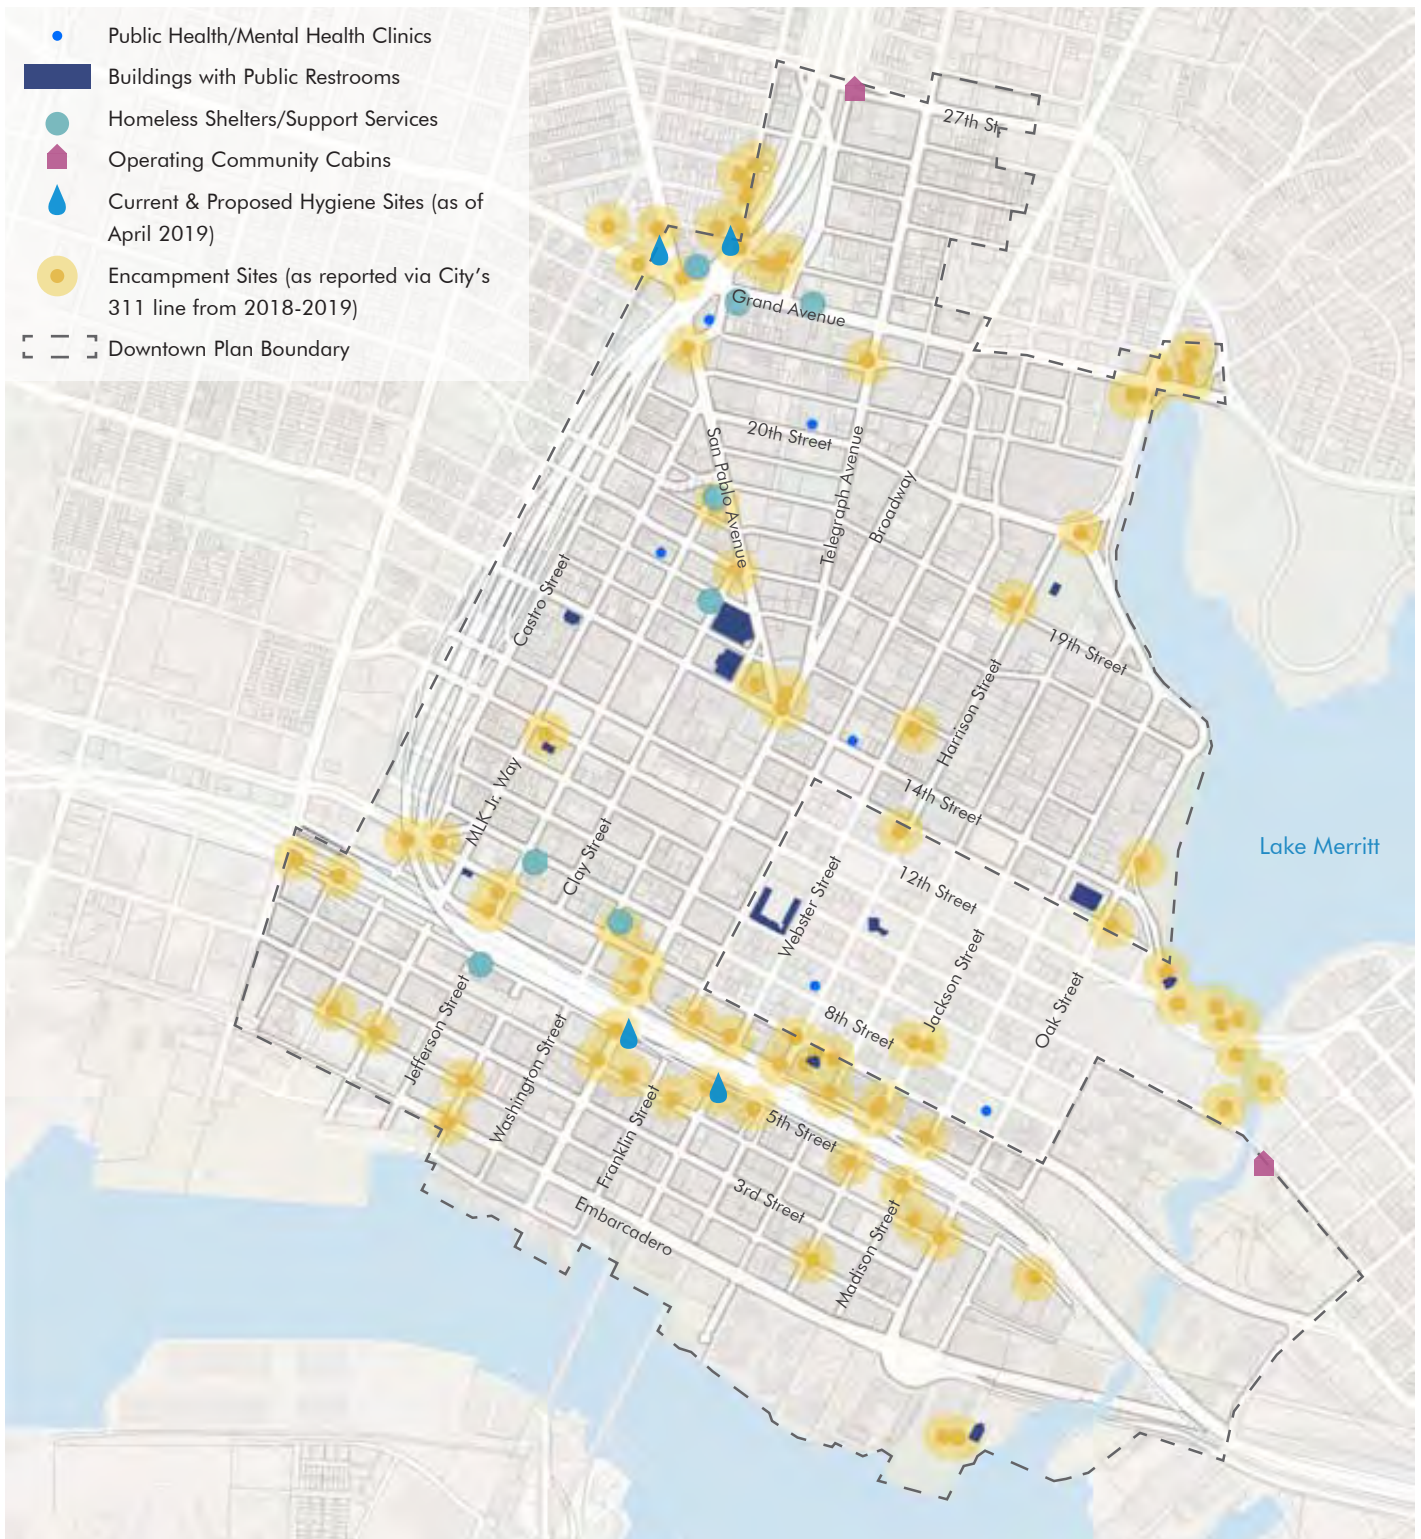 Public Health/Mental Health Clinics
Buildings with Public Restrooms
Homeless Shelters/Support Services
Operating Community Cabins
Current & Proposed Hygiene Sites (as of
April 2019)
Encampment Sites (as reported via City's
311 line from 2018-2019)
Downtown Plan Boundary
27th St.
Grand Avenue
20th Street
San Pablo Avenue
Telegraph Avenue
Broadway
Castro Street
19th Street
Harrison Street
MLK Jr. Way
14th Street
Clay Street
Lake Merritt
12th Street
Webster Street
Jefferson Street
Jackson Street
Oak Street
8th Street
Washington Street
Franklin Street
5th Street
3rd Street
Madison Street
Embarcadero